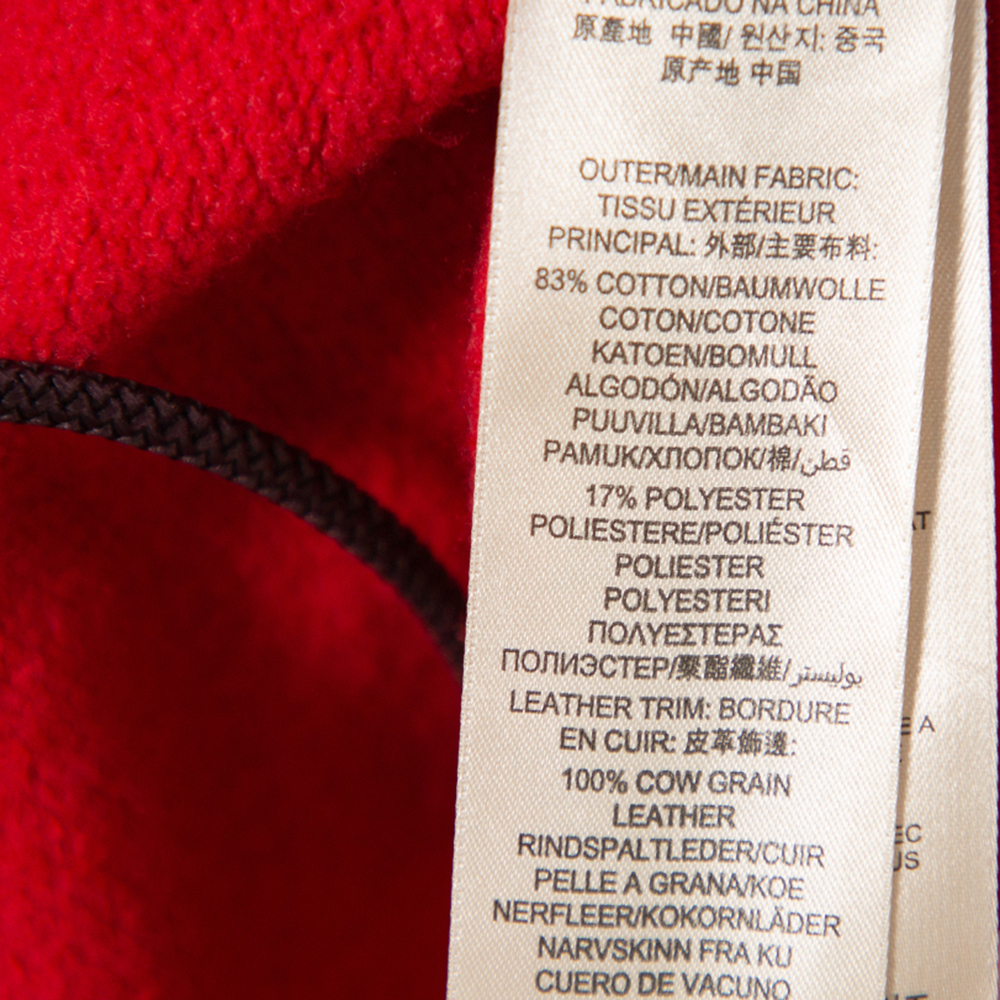 FABRICADO NA CHINA
原產地 中國/ 원산지: 중국
原产地 中国
OUTER/MAIN FABRIC:
TISSU EXTÉRIEUR
PRINCIPAL: 外部/主要布料:
83% COTTON/BAUMWOLLE
COTON/COTONE
KATOEN/BOMULL
ALGODÓN/ALGODÃO
PUUVILLA/BAMBAKI
PAMUK/ХЛОПОК/棉/قطن
17% POLYESTER
POLIESTERE/POLIÉSTER
POLIESTER
POLYESTERI
ΠΟΛΥΕΣΤΕΡΑΣ
ПОЛИЭСТЕР/聚酯纖維/بوليستر
LEATHER TRIM: BORDURE
EN CUIR: 皮革飾邊:
100% COW GRAIN
LEATHER
RINDSPALTLEDER/CUIR
PELLE A GRANA/KOE
NERFLEER/KOKORNLÄDER
NARVSKINN FRA KU
CUERO DE VACUNO